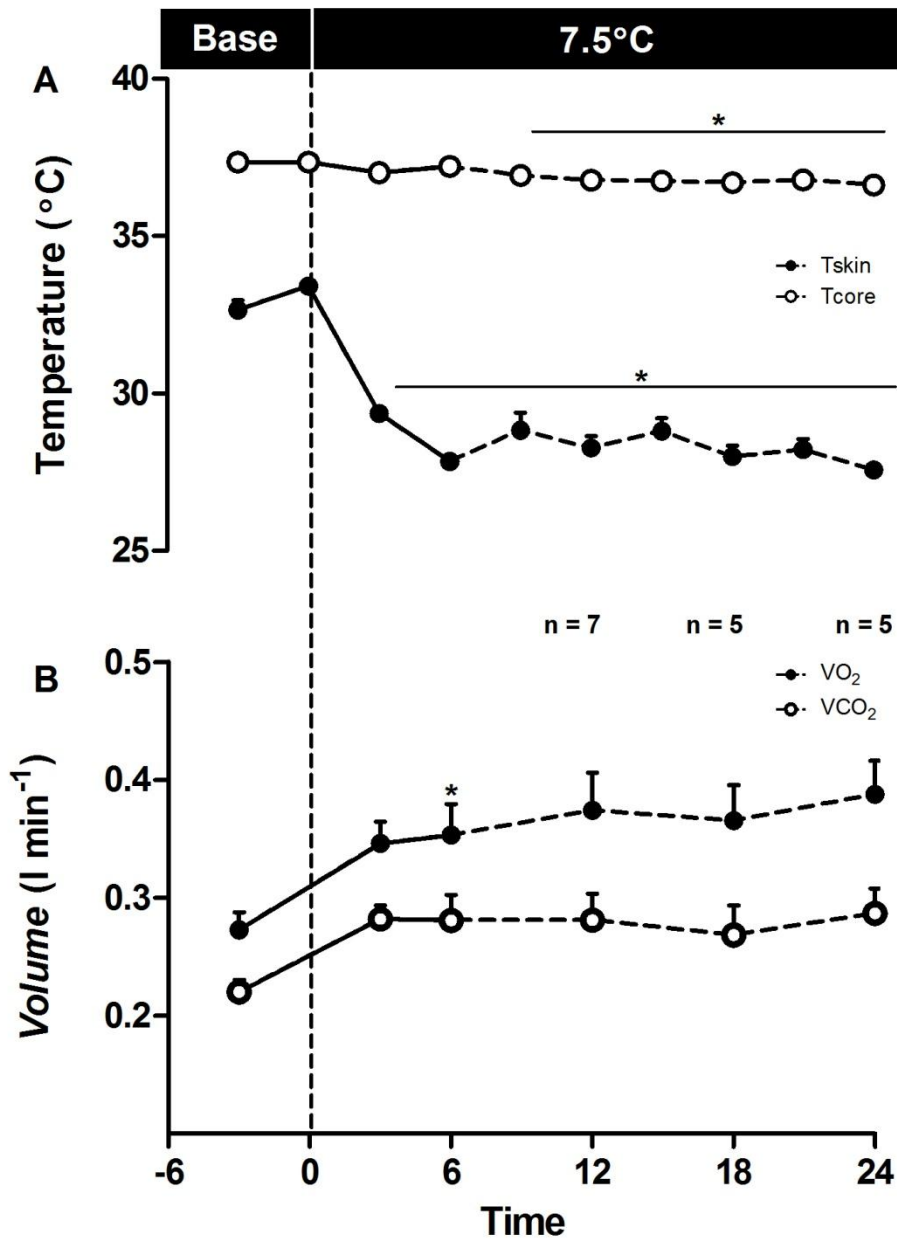 Base 7.5°C
A
40
*
35
Temperature (°C)
Tskin
Tcore
*
30
25
n = 7 n = 5 n = 5
0.5
B
VO₂
VCO₂
Volume (l min⁻¹)
0.4
*
0.3
0.2
-6 0 6 12 18 24
Time